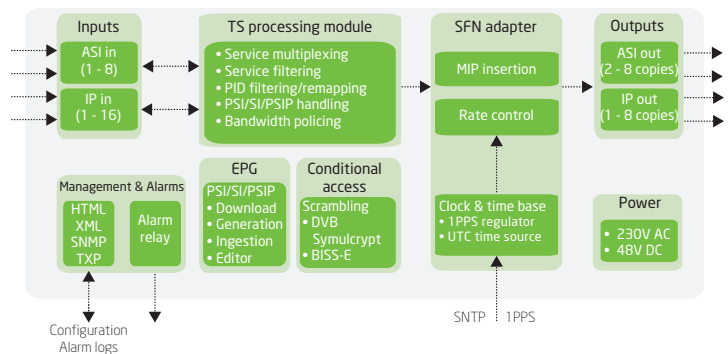 Inputs
ASI in
(1 - 8)
IP in
(1 - 16)
TS processing module
• Service multiplexing
• Service filtering
• PID filtering/remapping
• PSI/SI/PSIP handling
• Bandwidth policing
SFN adapter
MIP insertion
Rate control
Clock & time base
• 1PPS regulator
• UTC time source
Outputs
ASI out
(2 - 8 copies)
IP out
(1 - 8 copies)
Management & Alarms
HTML
XML
SNMP
TXP
Alarm
relay
EPG
PSI/SI/PSIP
• Download
• Generation
• Ingestion
• Editor
Conditional
access
Scrambling
• DVB
Symulcrypt
• BISS-E
Power
• 230V AC
• 48V DC
SNTP
1PPS
Configuration
Alarm logs